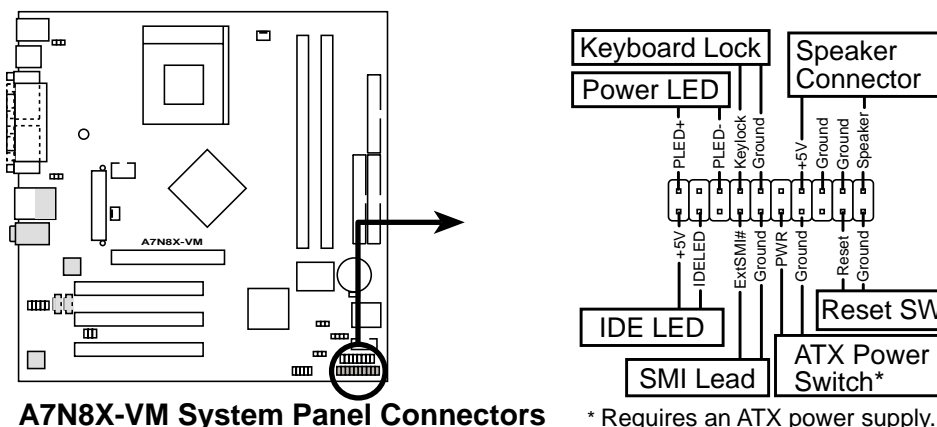 Keyboard Lock
Power LED
Speaker
Connector
PLED+
PLED-
Keylock
Ground
+5V
Ground
Ground
Speaker
A7N8X-VM
+5V
IDELED
ExtSMI#
Ground
PWR
Ground
Reset
Ground
IDE LED
SMI Lead
Reset SW
ATX Power
Switch*
A7N8X-VM System Panel Connectors
* Requires an ATX power supply.